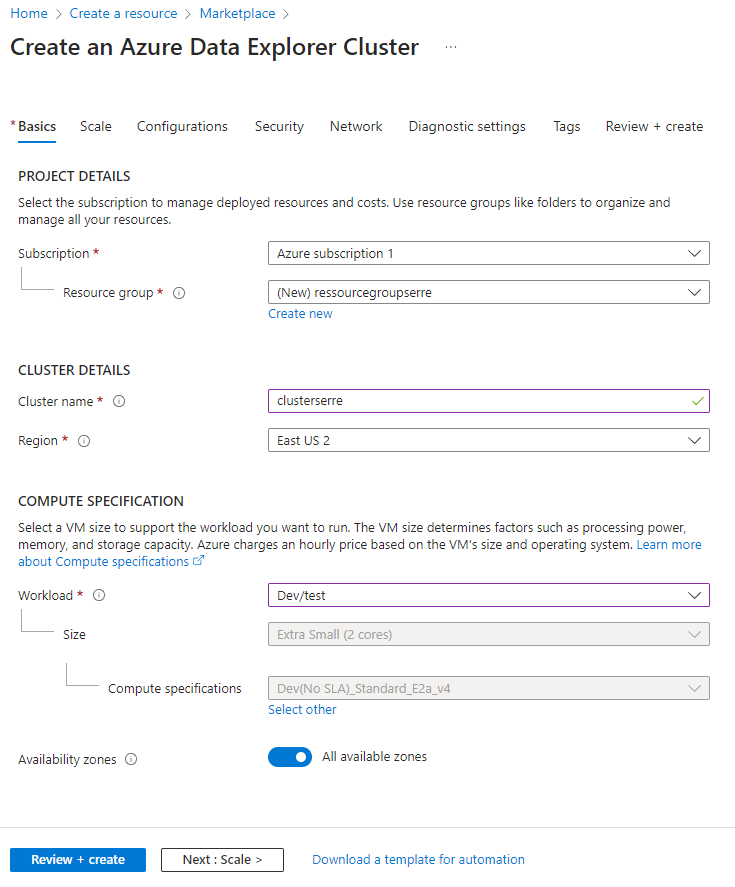 Home > Create a resource > Marketplace >
Create an Azure Data Explorer Cluster ...
* Basics Scale Configurations Security Network Diagnostic settings Tags Review + create
PROJECT DETAILS
Select the subscription to manage deployed resources and costs. Use resource groups like folders to organize and
manage all your resources.
Subscription * Azure subscription 1
Resource group * (New) ressourcegroupserre
Create new
CLUSTER DETAILS
Cluster name * clusterserre
Region * East US 2
COMPUTE SPECIFICATION
Select a VM size to support the workload you want to run. The VM size determines factors such as processing power,
memory, and storage capacity. Azure charges an hourly price based on the VM's size and operating system. Learn more
about Compute specifications
Workload * Dev/test
Size Extra Small (2 cores)
Compute specifications Dev(No SLA)_Standard_E2a_v4
Select other
Availability zones All available zones
Review + create Next : Scale > Download a template for automation